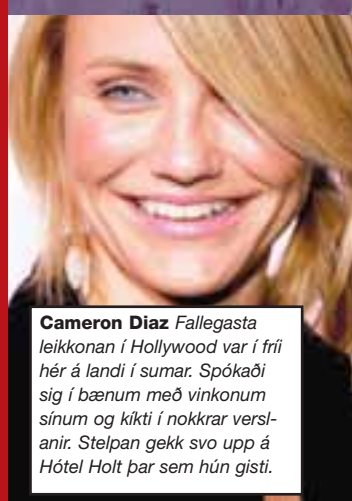 Cameron Diaz Fallegasta
leikkonan í Hollywood var í fríi
hér á landi í sumar. Spókaði
sig í bænum með vinkonum
sínum og kíkti í nokkrar versl-
anir. Stelpan gekk svo upp á
Hótel Holt þar sem hún gisti.